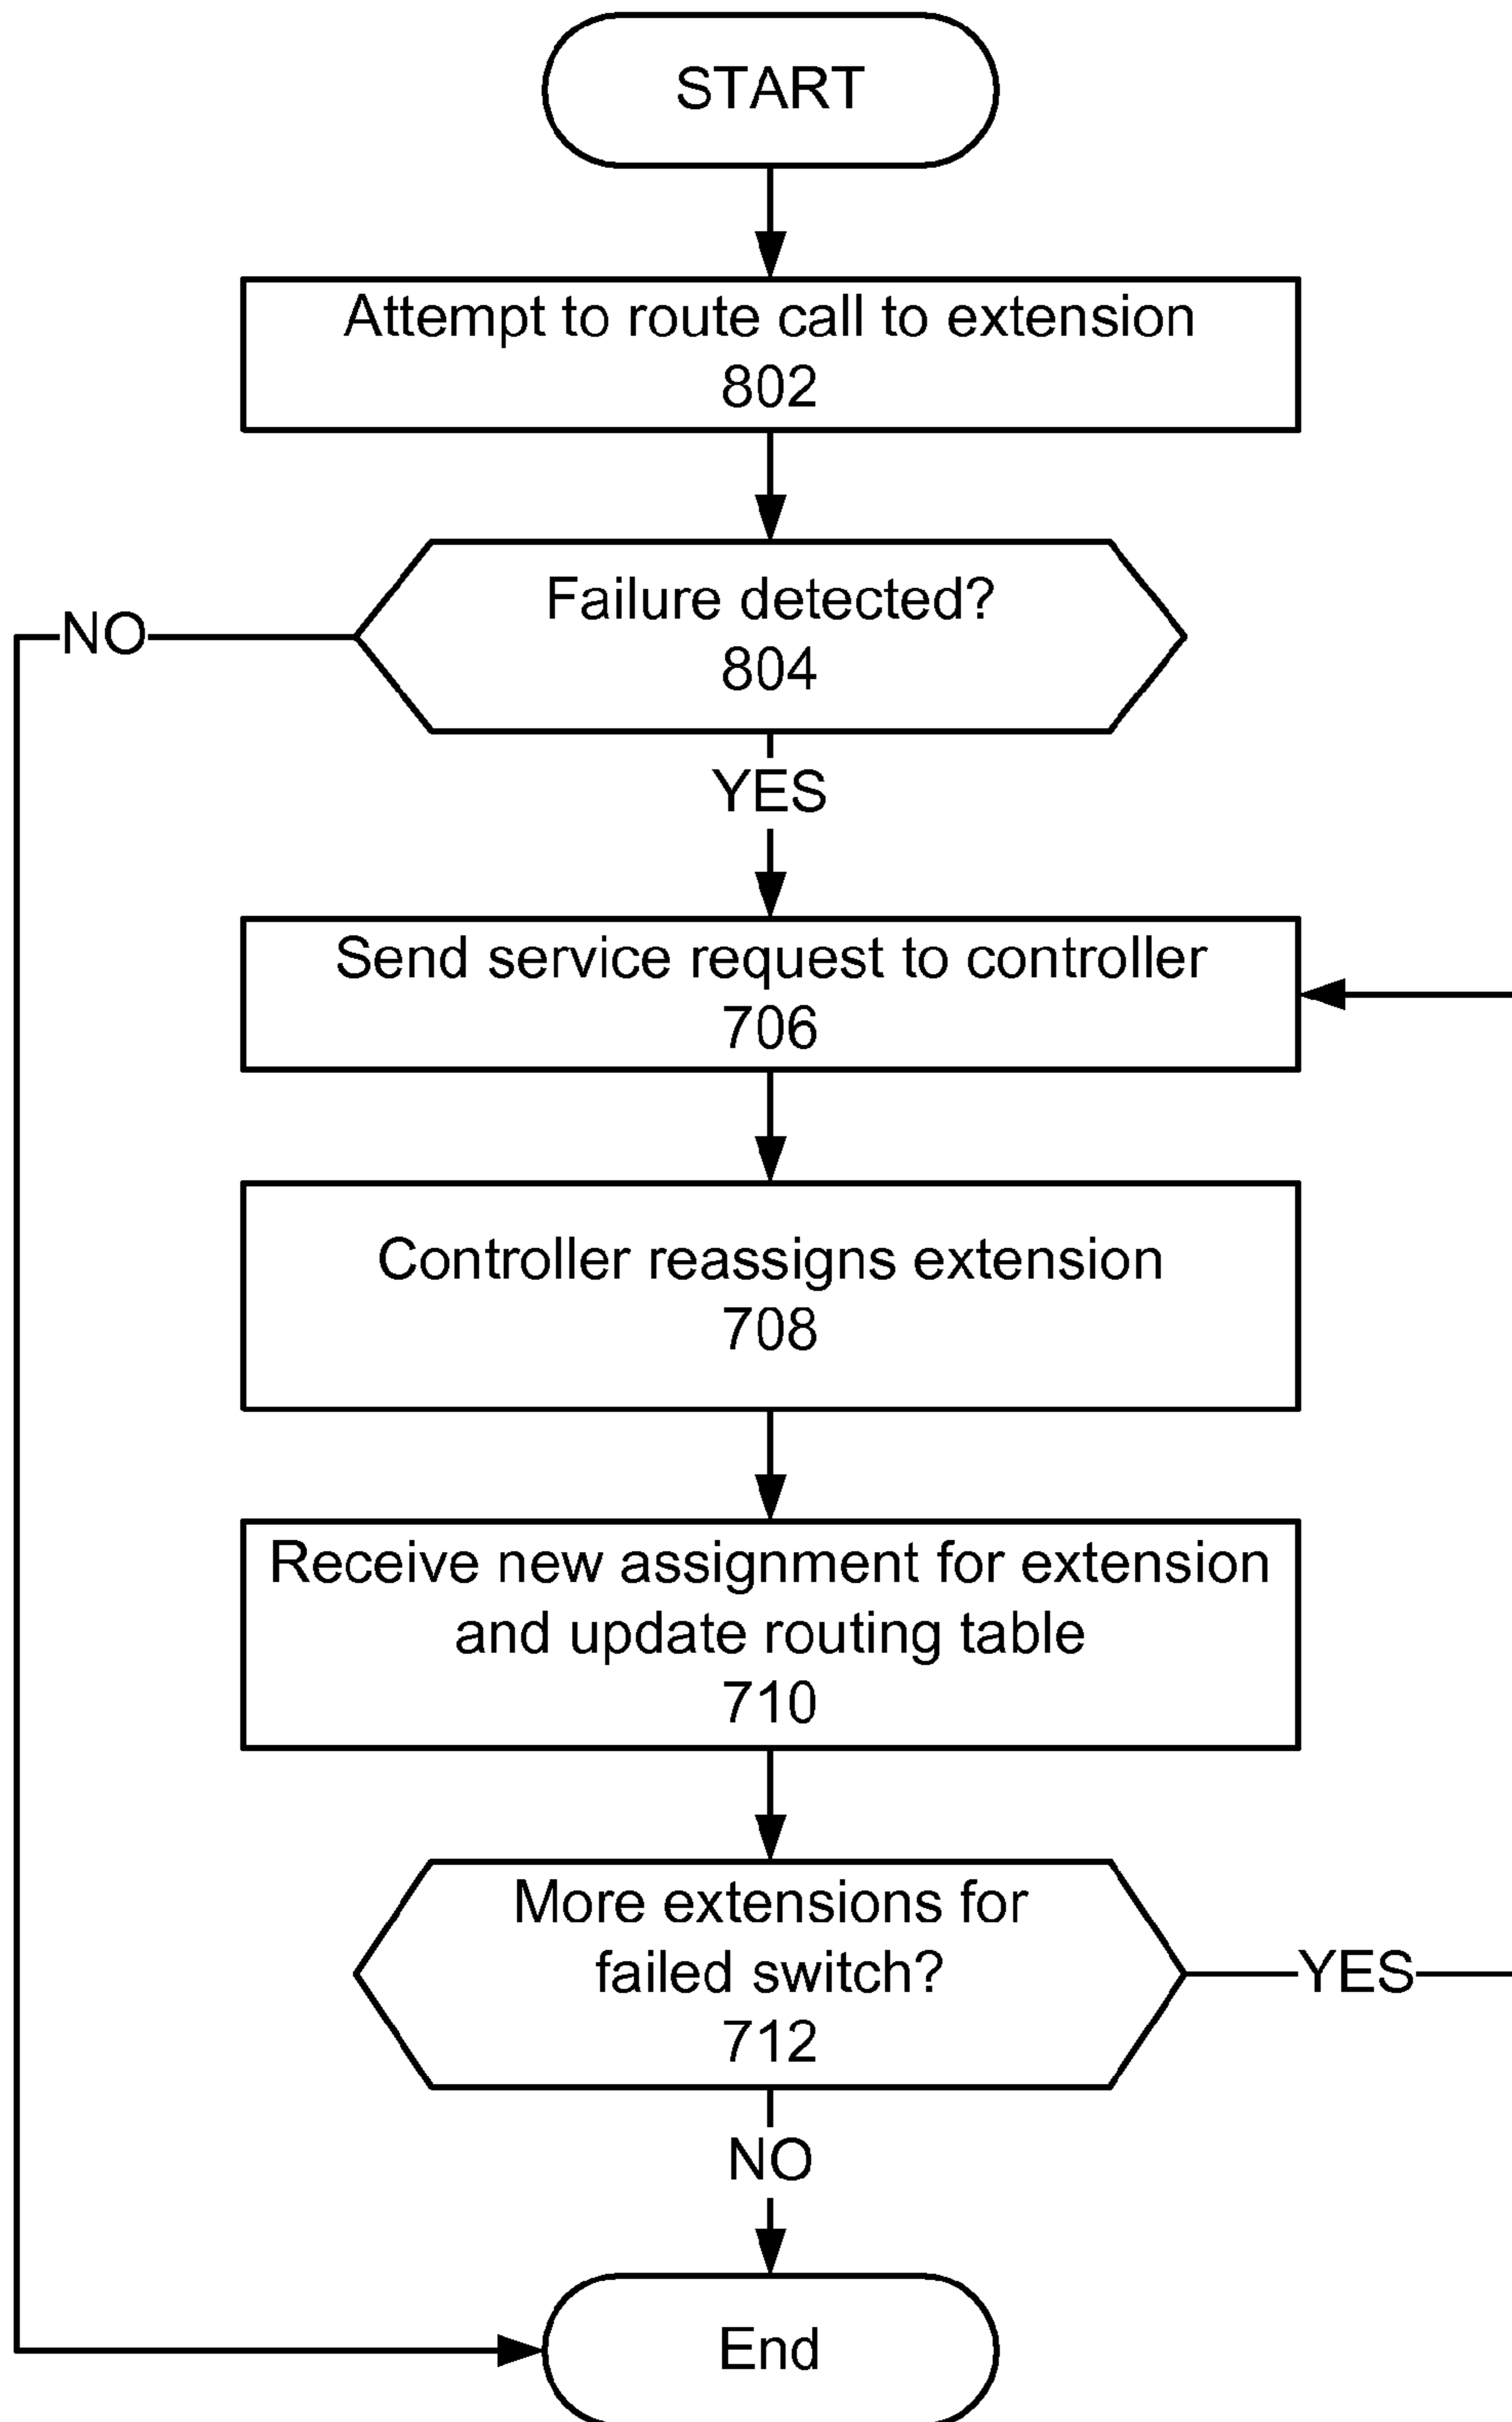 START
Attempt to route call to extension
802
Failure detected?
804
NO
YES
Send service request to controller
706
Controller reassigns extension
708
Receive new assignment for extension
and update routing table
710
More extensions for
failed switch?
712
YES
NO
End